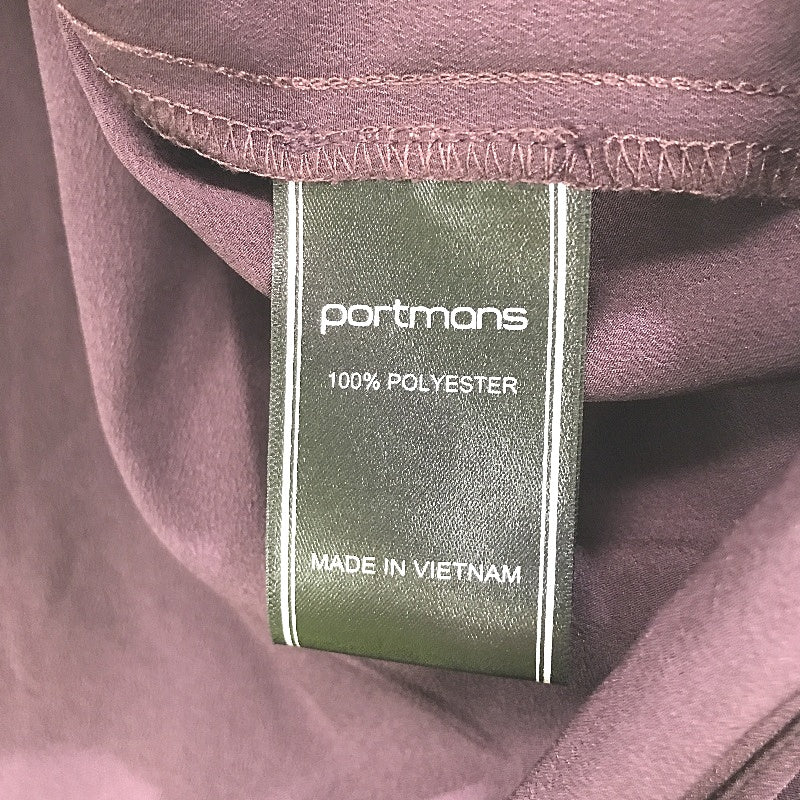 portmans
100% POLYESTER
MADE IN VIETNAM